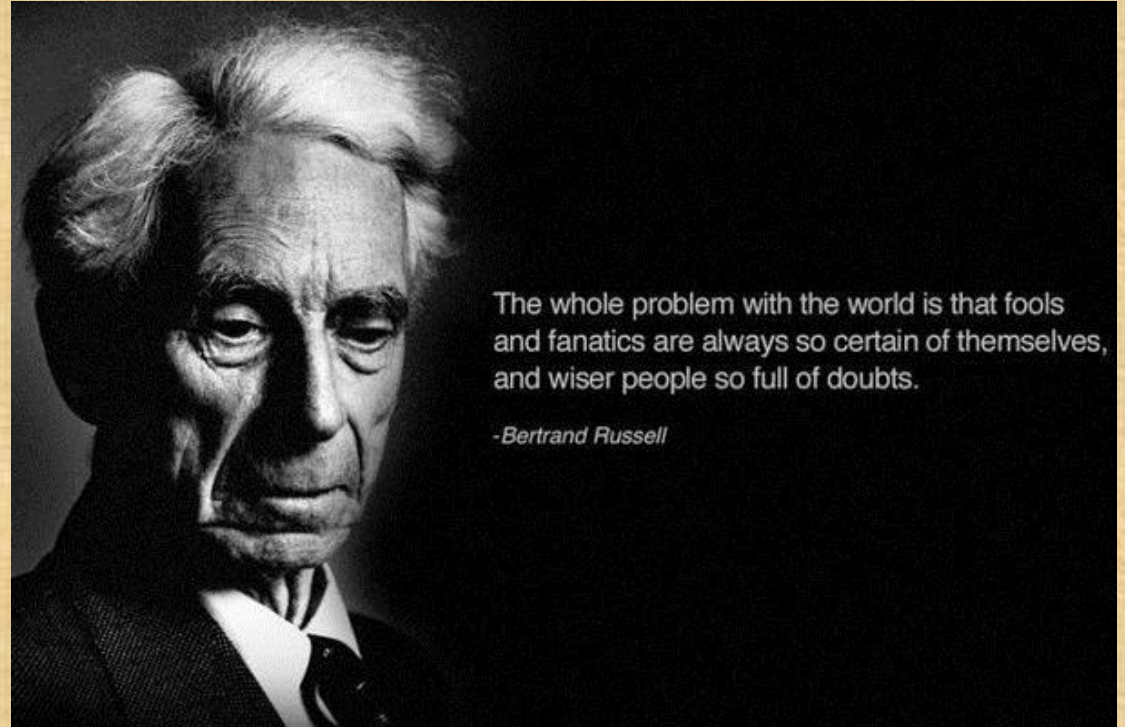 The whole problem with the world is that fools
and fanatics are always so certain of themselves,
and wiser people so full of doubts.
-Bertrand Russell